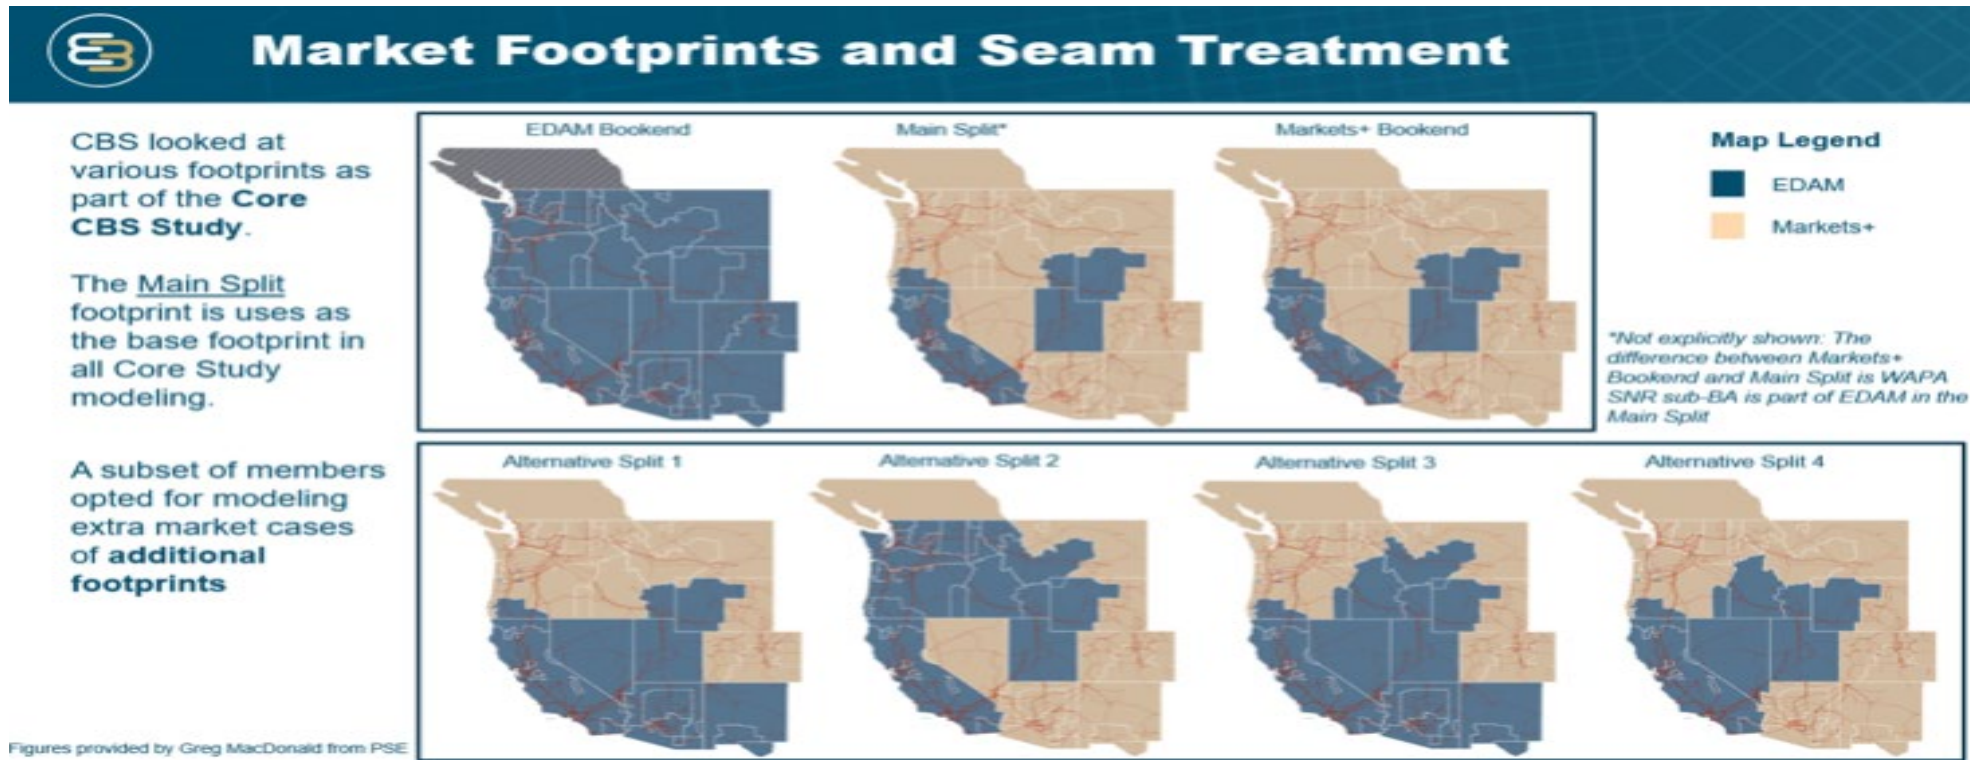 Market Footprints and Seam Treatment
CBS looked at
various footprints as
part of the Core
CBS Study.
The Main Split
footprint is uses as
the base footprint in
all Core Study
modeling.
A subset of members
opted for modeling
extra market cases
of additional
footprints
Figures provided by Greg MacDonald from PSE
EDAM Bookend
Main Split*
Markets+ Bookend
Map Legend
EDAM
Markets+
*Not explicitly shown: The
difference between Markets+
Bookend and Main Split is WAPA
SNR sub-BA is part of EDAM in the
Main Split
Alternative Split 1
Alternative Split 2
Alternative Split 3
Alternative Split 4